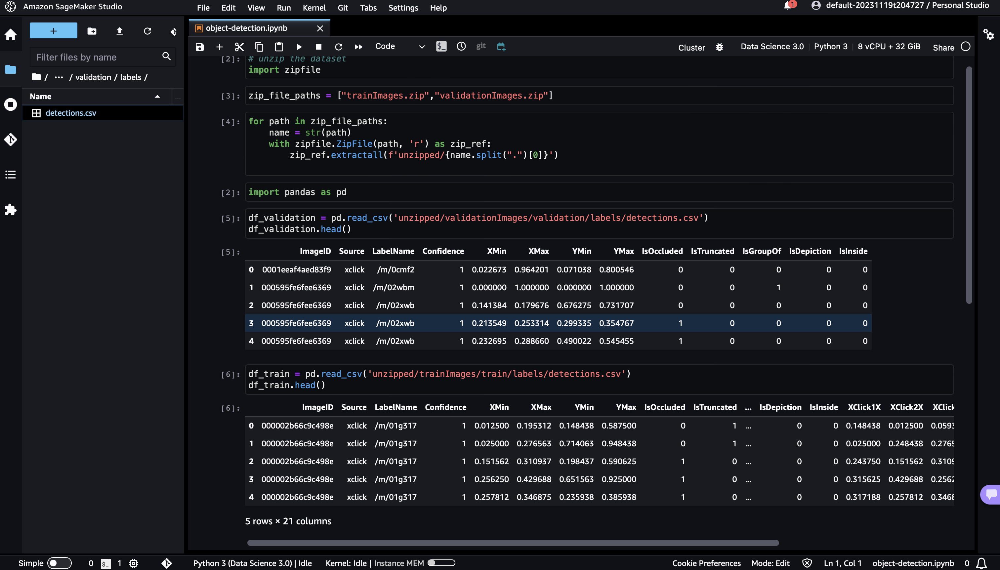 Amazon SageMaker Studio
File Edit View Run Kernel Git Tabs Settings Help
1
default-20231119t204727 / Personal Studio
+
Filter files by name
/ ··· / validation / labels /
Name ...
detections.csv
object-detection.ipynb
Code
$_
git
Cluster
Data Science 3.0 Python 3 8 vCPU + 32 GiB Share
[2]: # unzip the dataset
import zipfile
[3]: zip_file_paths = ["trainImages.zip","validationImages.zip"]
[4]: for path in zip_file_paths:
name = str(path)
with zipfile.ZipFile(path, 'r') as zip_ref:
zip_ref.extractall(f'unzipped/{name.split(".")[0]}')
[2]: import pandas as pd
[5]: df_validation = pd.read_csv('unzipped/validationImages/validation/labels/detections.csv')
df_validation.head()
[5]: ImageID Source LabelName Confidence XMin XMax YMin YMax IsOccluded IsTruncated IsGroupOf IsDepiction IsInside
0 0001eeaf4aed83f9 xclick /m/0cmf2 1 0.022673 0.964201 0.071038 0.800546 0 0 0 0 0
1 000595fe6fee6369 xclick /m/02wbm 1 0.000000 1.000000 0.000000 1.000000 0 0 1 0 0
2 000595fe6fee6369 xclick /m/02xwb 1 0.141384 0.179676 0.676275 0.731707 0 0 0 0 0
3 000595fe6fee6369 xclick /m/02xwb 1 0.213549 0.253314 0.299335 0.354767 1 0 0 0 0
4 000595fe6fee6369 xclick /m/02xwb 1 0.232695 0.288660 0.490022 0.545455 1 0 0 0 0
[6]: df_train = pd.read_csv('unzipped/trainImages/train/labels/detections.csv')
df_train.head()
[6]: ImageID Source LabelName Confidence XMin XMax YMin YMax IsOccluded IsTruncated ... IsDepiction IsInside XClick1X XClick2X XClick
0 000002b66c9c498e xclick /m/01g317 1 0.012500 0.195312 0.148438 0.587500 0 1 ... 0 0 0.148438 0.012500 0.0593
1 000002b66c9c498e xclick /m/01g317 1 0.025000 0.276563 0.714063 0.948438 0 1 ... 0 0 0.025000 0.248438 0.2765
2 000002b66c9c498e xclick /m/01g317 1 0.151562 0.310937 0.198437 0.590625 1 0 ... 0 0 0.243750 0.151562 0.3109
3 000002b66c9c498e xclick /m/01g317 1 0.256250 0.429688 0.651563 0.925000 1 0 ... 0 0 0.315625 0.429688 0.2562
4 000002b66c9c498e xclick /m/01g317 1 0.257812 0.346875 0.235938 0.385938 1 0 ... 0 0 0.317188 0.257812 0.3468
5 rows × 21 columns
Simple 0 $_ 1 Python 3 (Data Science 3.0) | Idle Kernel: Idle | Instance MEM Cookie Preferences Mode: Edit Ln 1, Col 1 object-detection.ipynb 0